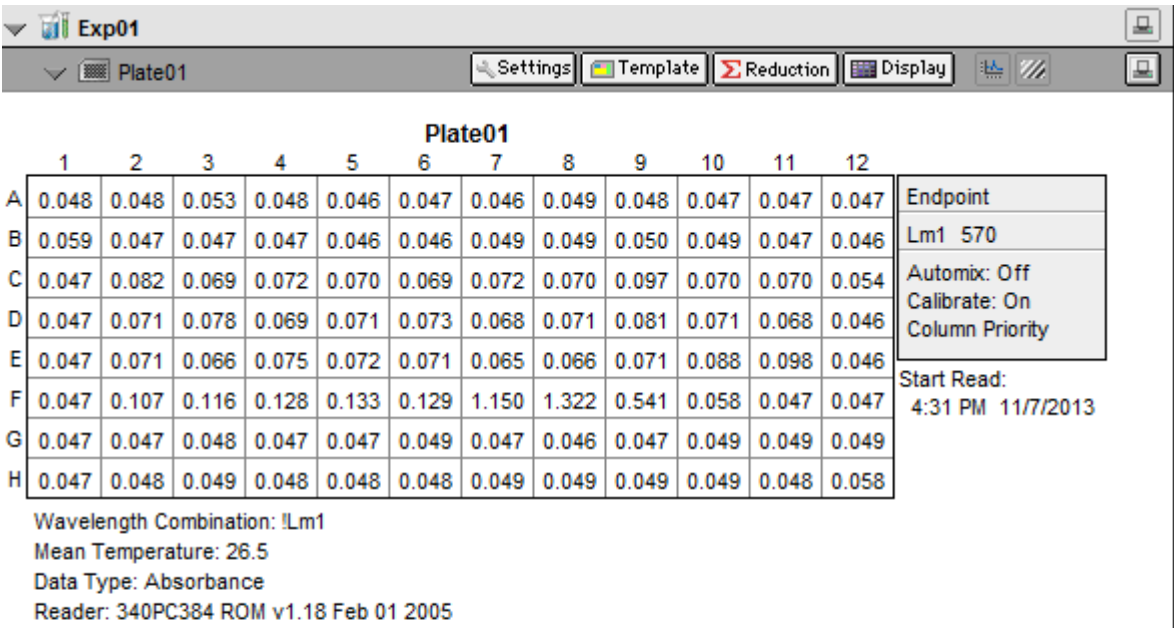 Exp01
Plate01 Settings Template Reduction Display
Plate01
1 2 3 4 5 6 7 8 9 10 11 12
A 0.048 0.048 0.053 0.048 0.046 0.047 0.046 0.049 0.048 0.047 0.047 0.047
B 0.059 0.047 0.047 0.047 0.046 0.046 0.049 0.049 0.050 0.049 0.047 0.046
C 0.047 0.082 0.069 0.072 0.070 0.069 0.072 0.070 0.097 0.070 0.070 0.054
D 0.047 0.071 0.078 0.069 0.071 0.073 0.068 0.071 0.081 0.071 0.068 0.046
E 0.047 0.071 0.066 0.075 0.072 0.071 0.065 0.066 0.071 0.088 0.098 0.046
F 0.047 0.107 0.116 0.128 0.133 0.129 1.150 1.322 0.541 0.058 0.047 0.047
G 0.047 0.047 0.048 0.047 0.047 0.049 0.047 0.046 0.047 0.049 0.049 0.049
H 0.047 0.048 0.049 0.048 0.048 0.048 0.049 0.049 0.049 0.049 0.048 0.058
Endpoint
Lm1 570
Automix: Off
Calibrate: On
Column Priority
Start Read:
4:31 PM 11/7/2013
Wavelength Combination: !Lm1
Mean Temperature: 26.5
Data Type: Absorbance
Reader: 340PC384 ROM v1.18 Feb 01 2005